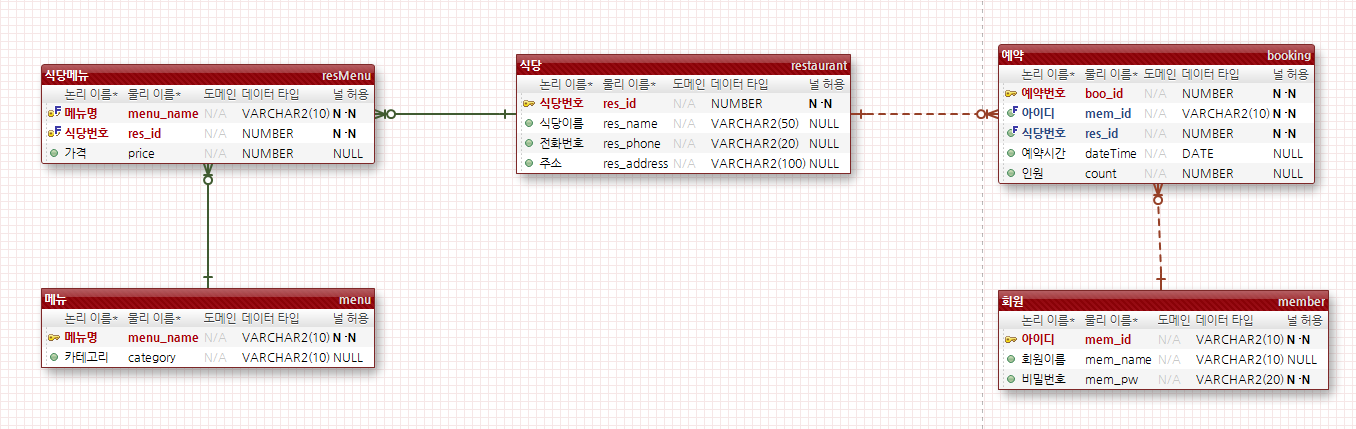 식당메뉴 resMenu
논리 이름* 물리 이름* 도메인 데이터 타입 널 허용
메뉴명 menu_name N/A VARCHAR2(10) N·N
식당번호 res_id N/A NUMBER N·N
가격 price N/A NUMBER NULL
식당 restaurant
논리 이름* 물리 이름* 도메인 데이터 타입 널 허용
식당번호 res_id N/A NUMBER N·N
식당이름 res_name N/A VARCHAR2(50) NULL
전화번호 res_phone N/A VARCHAR2(20) NULL
주소 res_address N/A VARCHAR2(100) NULL
예약 booking
논리 이름* 물리 이름* 도메인 데이터 타입 널 허용
예약번호 boo_id N/A NUMBER N·N
아이디 mem_id N/A VARCHAR2(10) N·N
식당번호 res_id N/A NUMBER N·N
예약시간 dateTime N/A DATE NULL
인원 count N/A NUMBER NULL
메뉴 menu
논리 이름* 물리 이름* 도메인 데이터 타입 널 허용
메뉴명 menu_name N/A VARCHAR2(10) N·N
카테고리 category N/A VARCHAR2(10) NULL
회원 member
논리 이름* 물리 이름* 도메인 데이터 타입 널 허용
아이디 mem_id N/A VARCHAR2(10) N·N
회원이름 mem_name N/A VARCHAR2(10) NULL
비밀번호 mem_pw N/A VARCHAR2(20) N·N